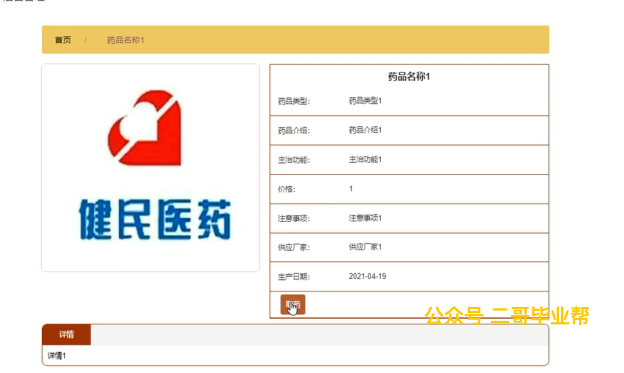 首页 / 药品名称1
健民医药
药品名称1
药品类型: 药品类型1
药品介绍: 药品介绍1
主治功能: 主治功能1
价格: 1
注意事项: 注意事项1
供应厂家: 供应厂家1
生产日期: 2021-04-19
公众号 二哥毕业帮
详情
详情1